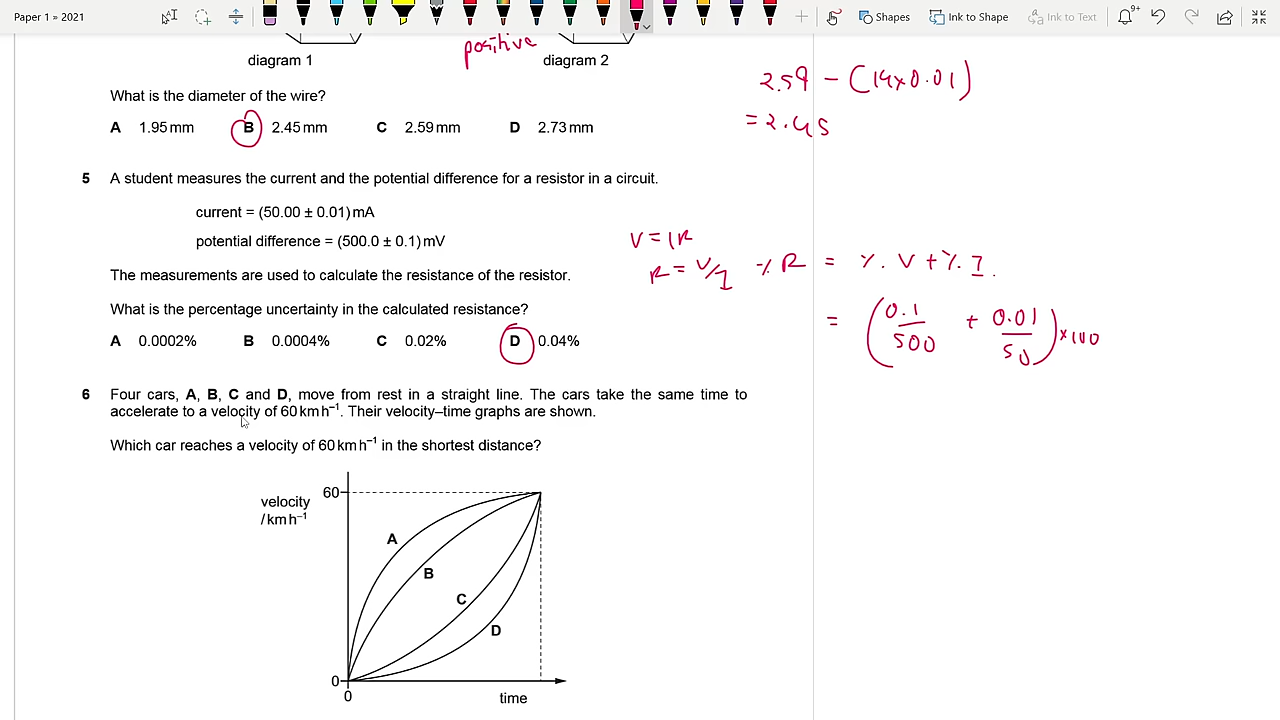 Paper 1 » 2021
Shapes
Ink to Shape
Ink to Text
9+
positive
diagram 1
diagram 2
What is the diameter of the wire?
A 1.95 mm B 2.45 mm C 2.59 mm D 2.73 mm
2.59 – (14×0.01)
= 2.45
5 A student measures the current and the potential difference for a resistor in a circuit.
current = (50.00 ± 0.01) mA
potential difference = (500.0 ± 0.1) mV
The measurements are used to calculate the resistance of the resistor.
What is the percentage uncertainty in the calculated resistance?
A 0.0002% B 0.0004% C 0.02% D 0.04%
V = IR
R = V/I % R = % V + % I.
= (0.1/500 + 0.01/50) ×100
6 Four cars, A, B, C and D, move from rest in a straight line. The cars take the same time to
accelerate to a velocity of 60 km h⁻¹. Their velocity–time graphs are shown.
Which car reaches a velocity of 60 km h⁻¹ in the shortest distance?
60
velocity
/ km h⁻¹
A
B
C
D
0
0
time